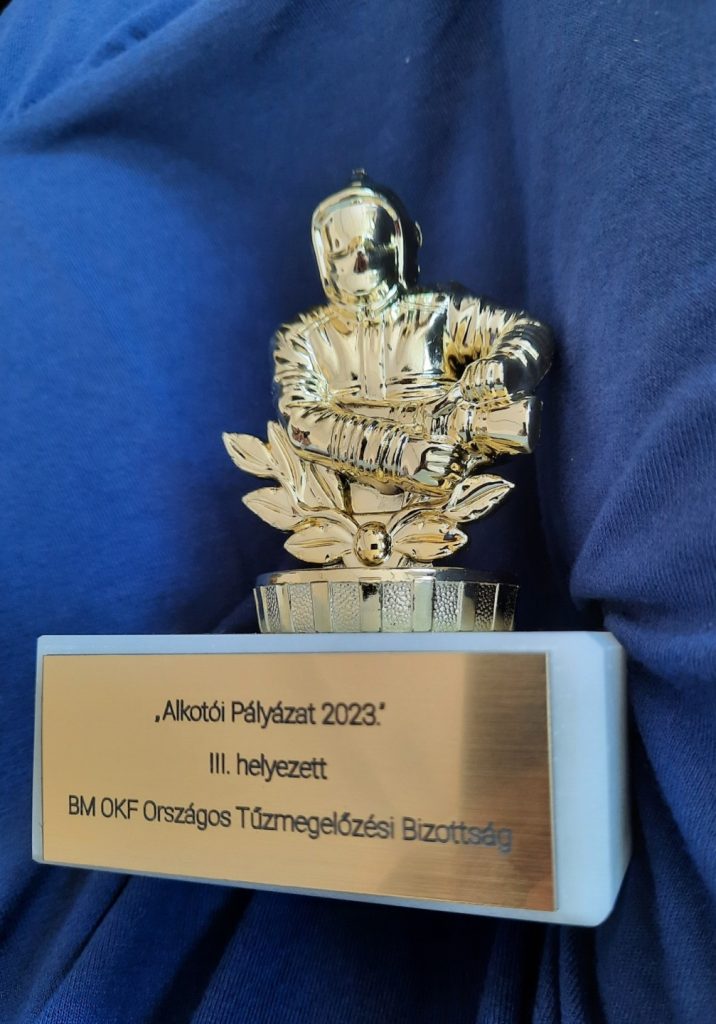 „Alkotói Pályázat 2023.”
III. helyezett
BM OKF Országos Tűzmegelőzési Bizottság